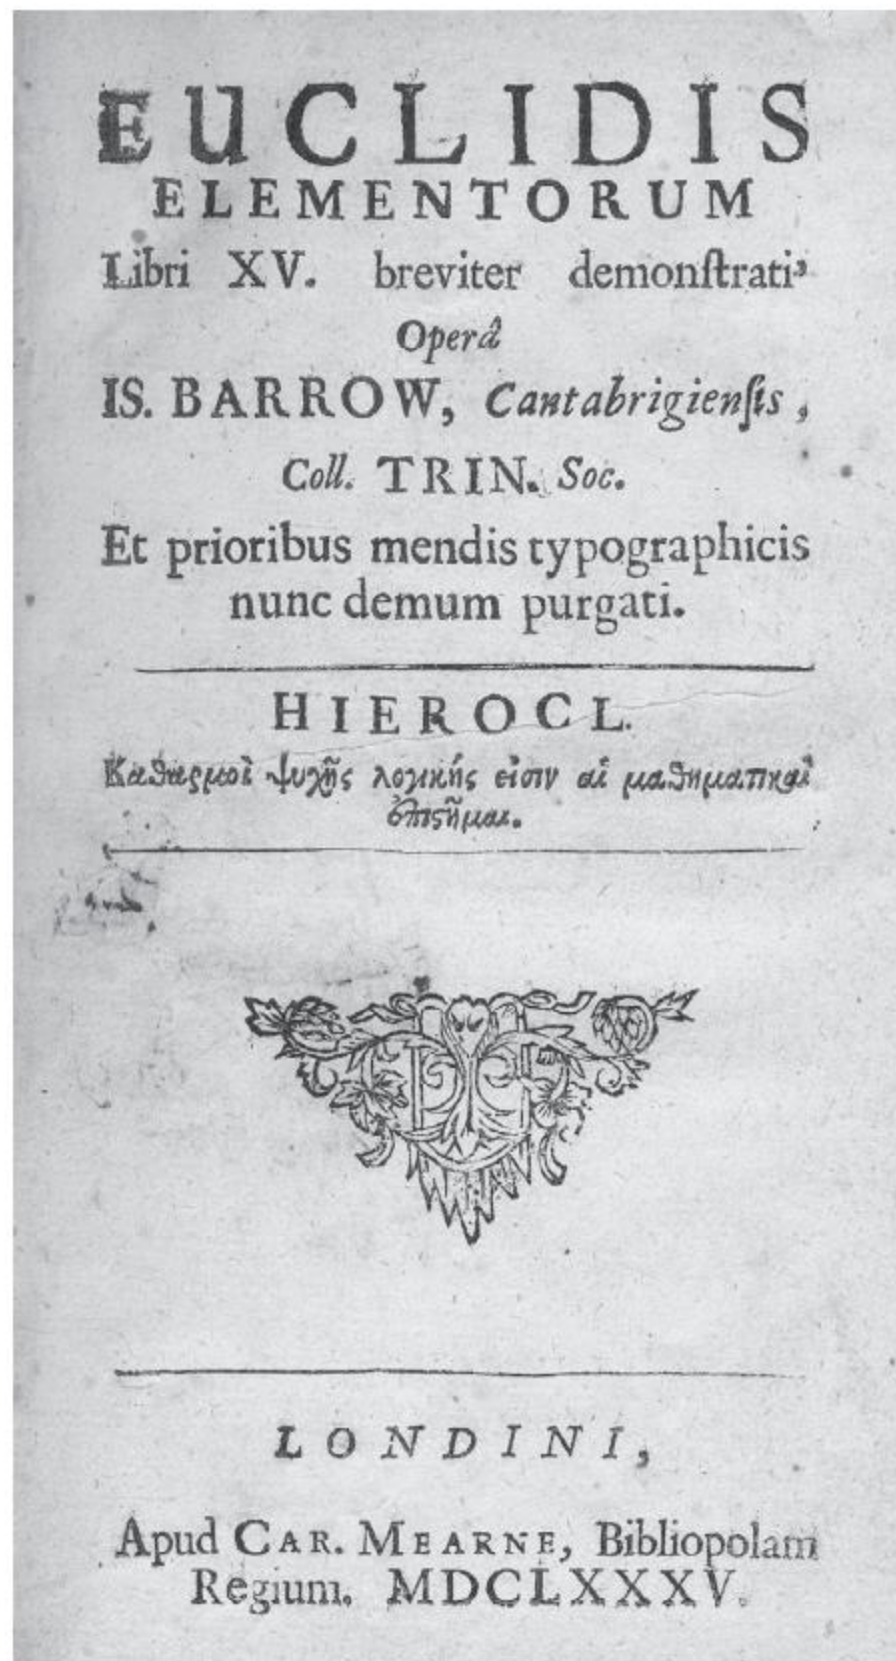 EUCLIDIS
ELEMENTORUM
Libri XV. breviter demonſtrati,
Operâ
IS. BARROW, Cantabrigienſis,
Coll. TRIN. Soc.
Et prioribus mendis typographicis
nunc demum purgati.
HIEROCL.
Καθαρμοὶ ψυχῆς λογικής εἰσιν αἱ μαθηματικαὶ
ἐπιστῆμαι.
LONDINI,
Apud CAR. MEARNE, Bibliopolam
Regium. MDCLXXXV.